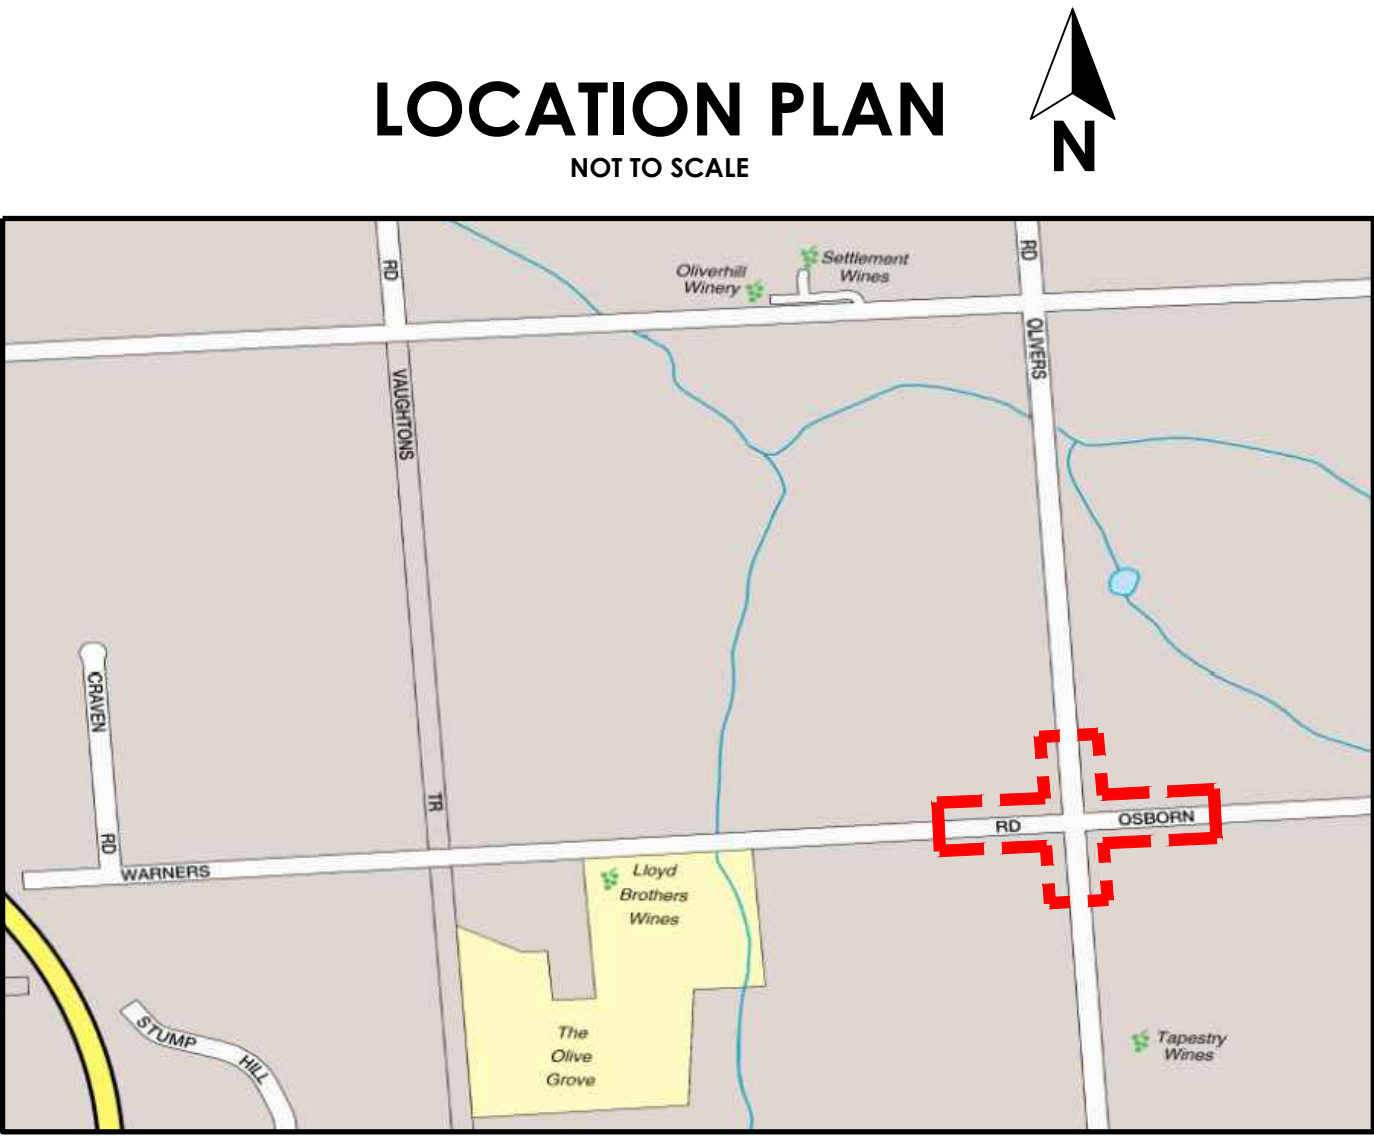 LOCATION PLAN
NOT TO SCALE
N
RD
RD
Settlement
Wines
Oliverhill
Winery
OLIVERS
VAUGHTONS
CRAVEN
RD
TR
OSBORN
RD
WARNERS
Lloyd
Brothers
Wines
STUMP
HILL
The
Olive
Grove
Tapestry
Wines